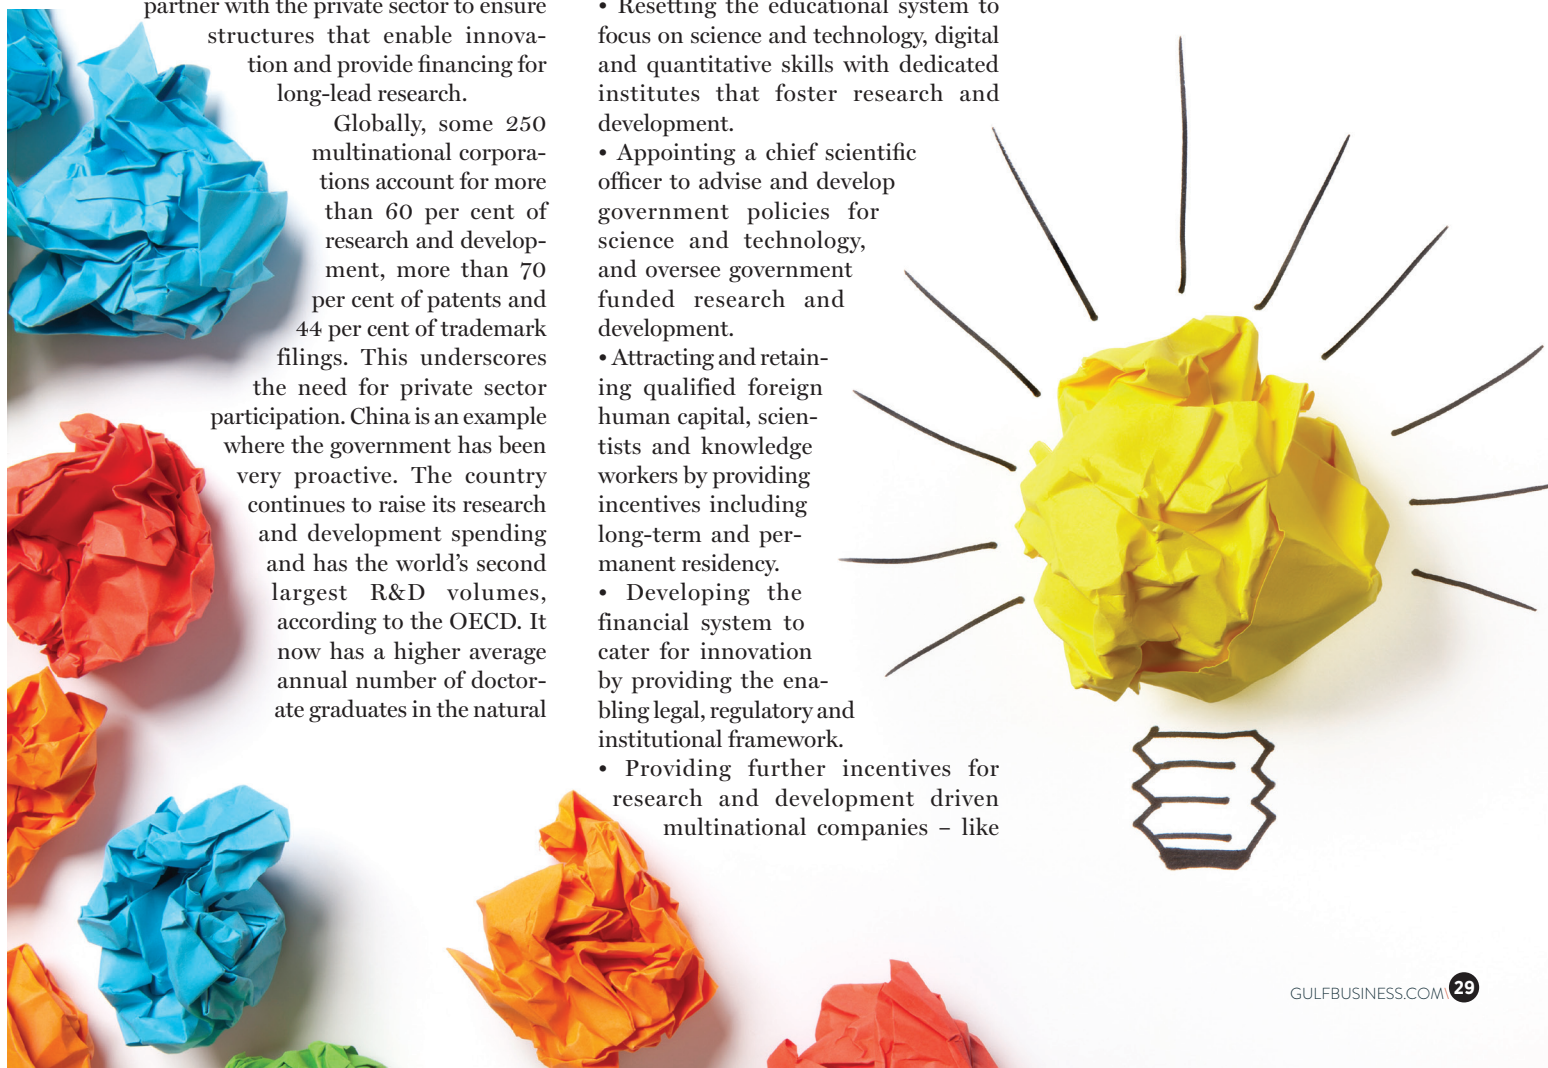 partner with the private sector to ensure
structures that enable innova-
tion and provide financing for
long-lead research.
Globally, some 250
multinational corpora-
tions account for more
than 60 per cent of
research and develop-
ment, more than 70
per cent of patents and
44 per cent of trademark
filings. This underscores
the need for private sector
participation. China is an example
where the government has been
very proactive. The country
continues to raise its research
and development spending
and has the world's second
largest R&D volumes,
according to the OECD. It
now has a higher average
annual number of doctor-
ate graduates in the natural
• Resetting the educational system to
focus on science and technology, digital
and quantitative skills with dedicated
institutes that foster research and
development.
• Appointing a chief scientific
officer to advise and develop
government policies for
science and technology,
and oversee government
funded research and
development.
• Attracting and retain-
ing qualified foreign
human capital, scien-
tists and knowledge
workers by providing
incentives including
long-term and per-
manent residency.
• Developing the
financial system to
cater for innovation
by providing the ena-
bling legal, regulatory and
institutional framework.
• Providing further incentives for
research and development driven
multinational companies – like
GULFBUSINESS.COM\ 29